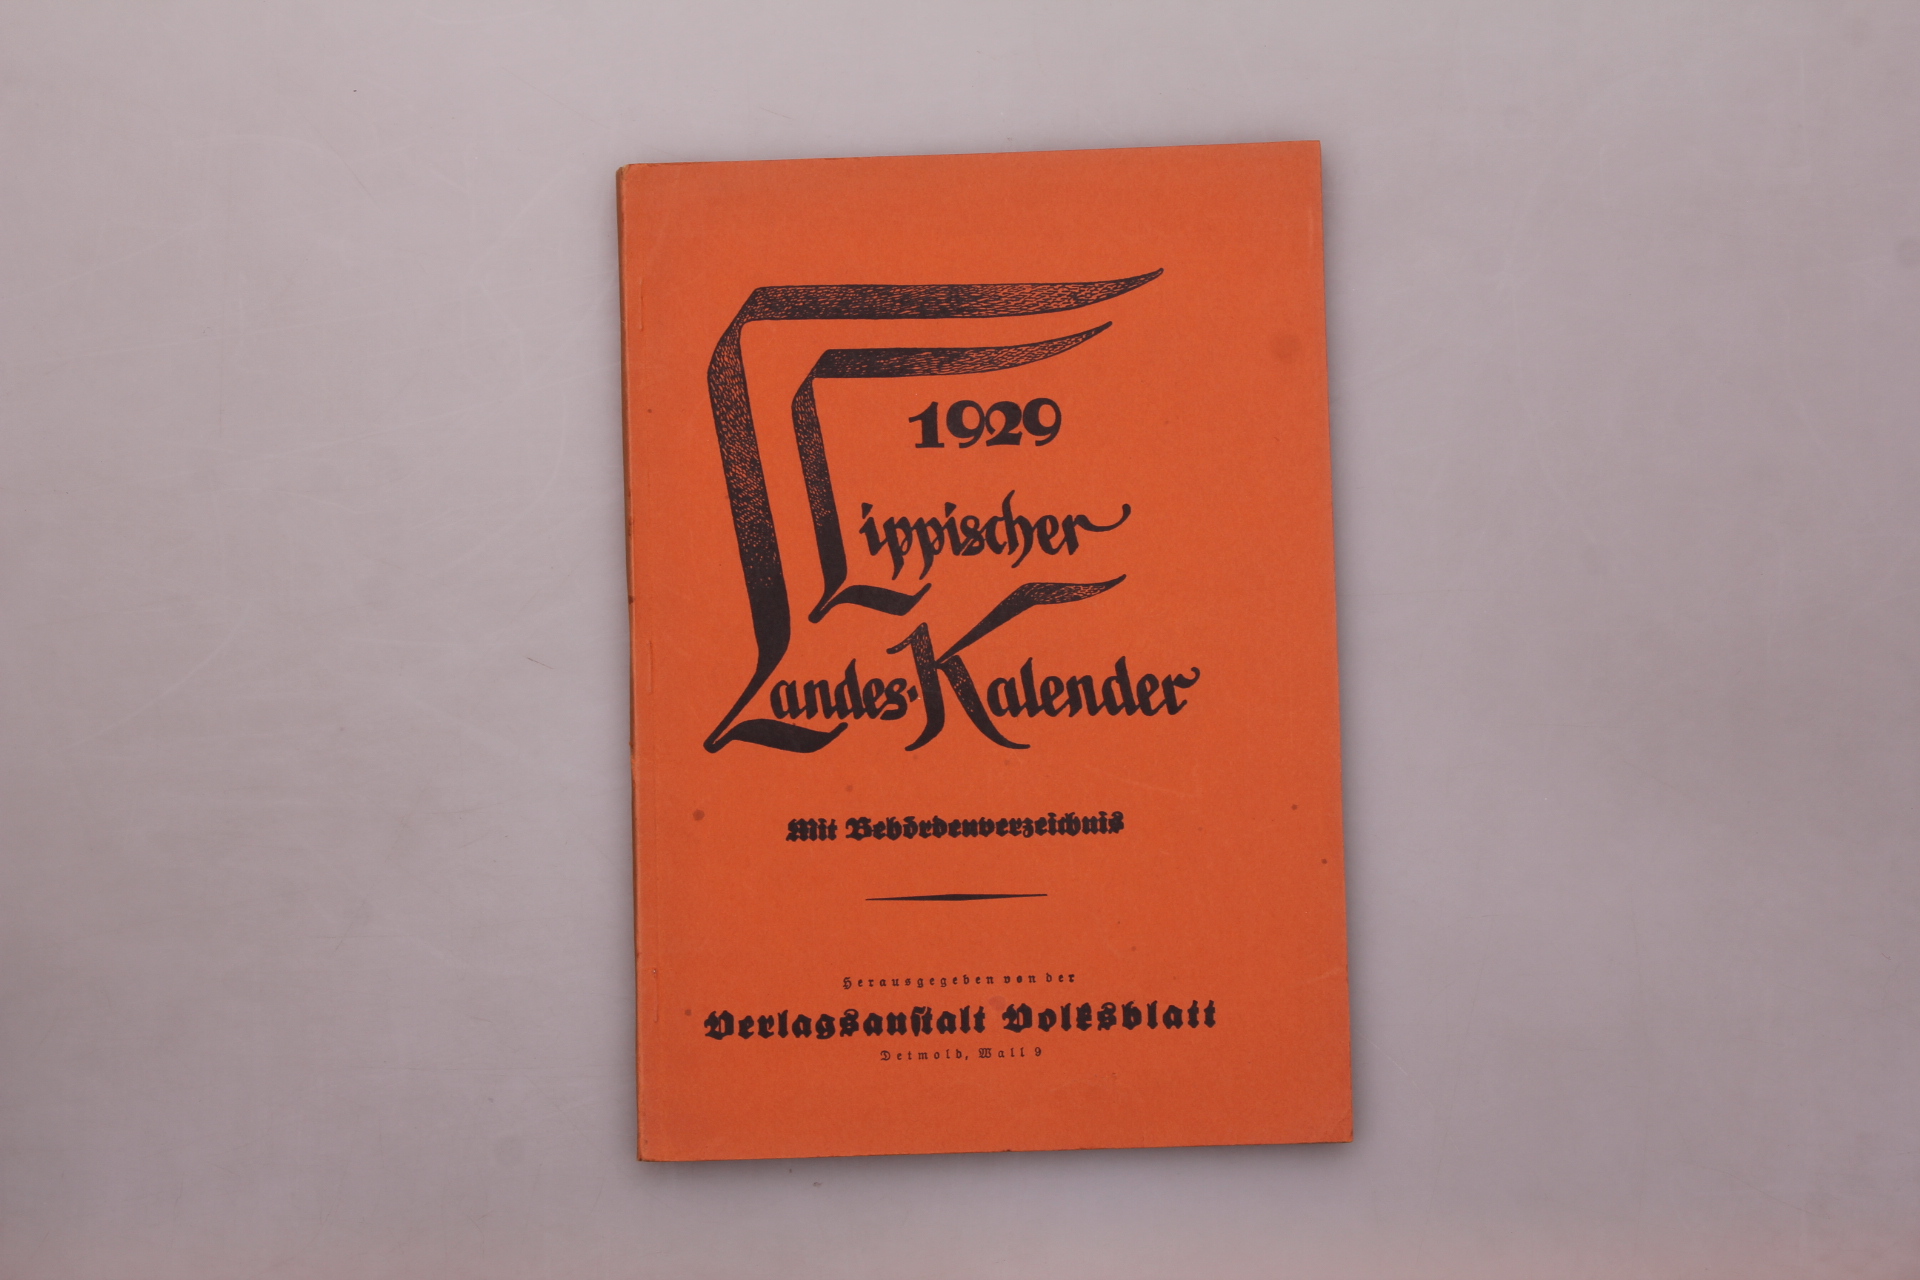 1929
Lippischer
Landes-Kalender
Mit Behördenverzeichnis
Herausgegeben von der
Verlagsanstalt Volksblatt
Detmold, Wall 9